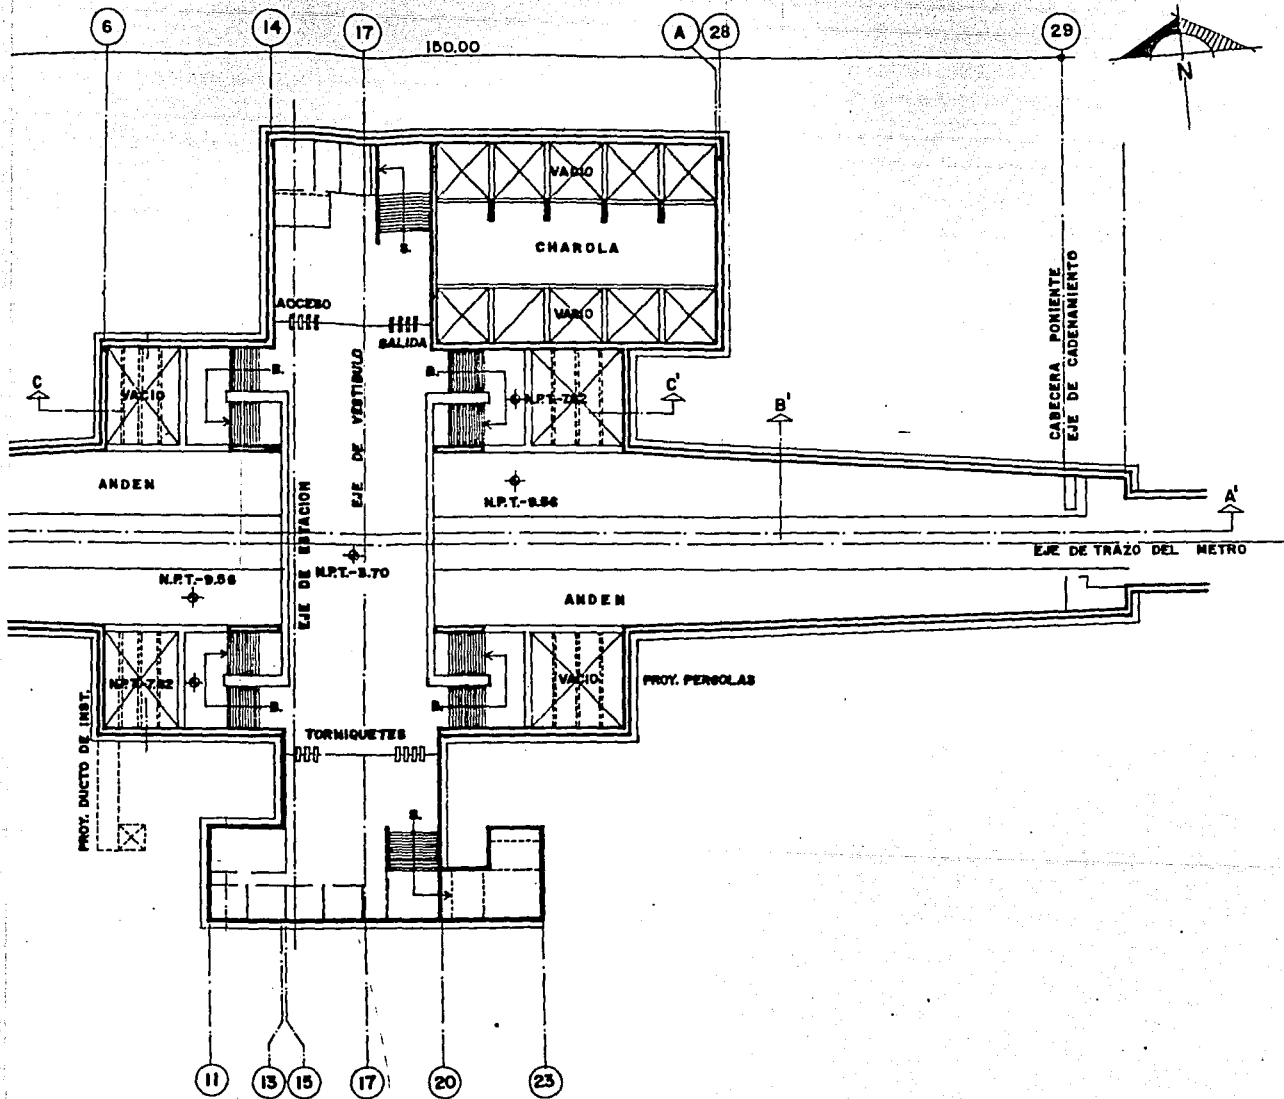 6
14
17
A
28
29
150.00
N
VACIO
S.
CHAROLA
ACCESO
VACIO
SALIDA
CABECERA PONIENTE
EJE DE CADENAMIENTO
C
VACIO
B.
EJE DE VESTIBULO
B.
N.P.T.-7.82
C'
B'
ANDEN
N.P.T.-9.56
A'
EJE DE ESTACION
N.P.T.-3.70
EJE DE TRAZO DEL METRO
N.P.T.-9.56
ANDEN
N.P.T.-7.82
B.
B.
VACIO
PROY. PERGOLAS
PROY. DUCTO DE INST.
TORNIQUETES
S.
11
13
15
17
20
23